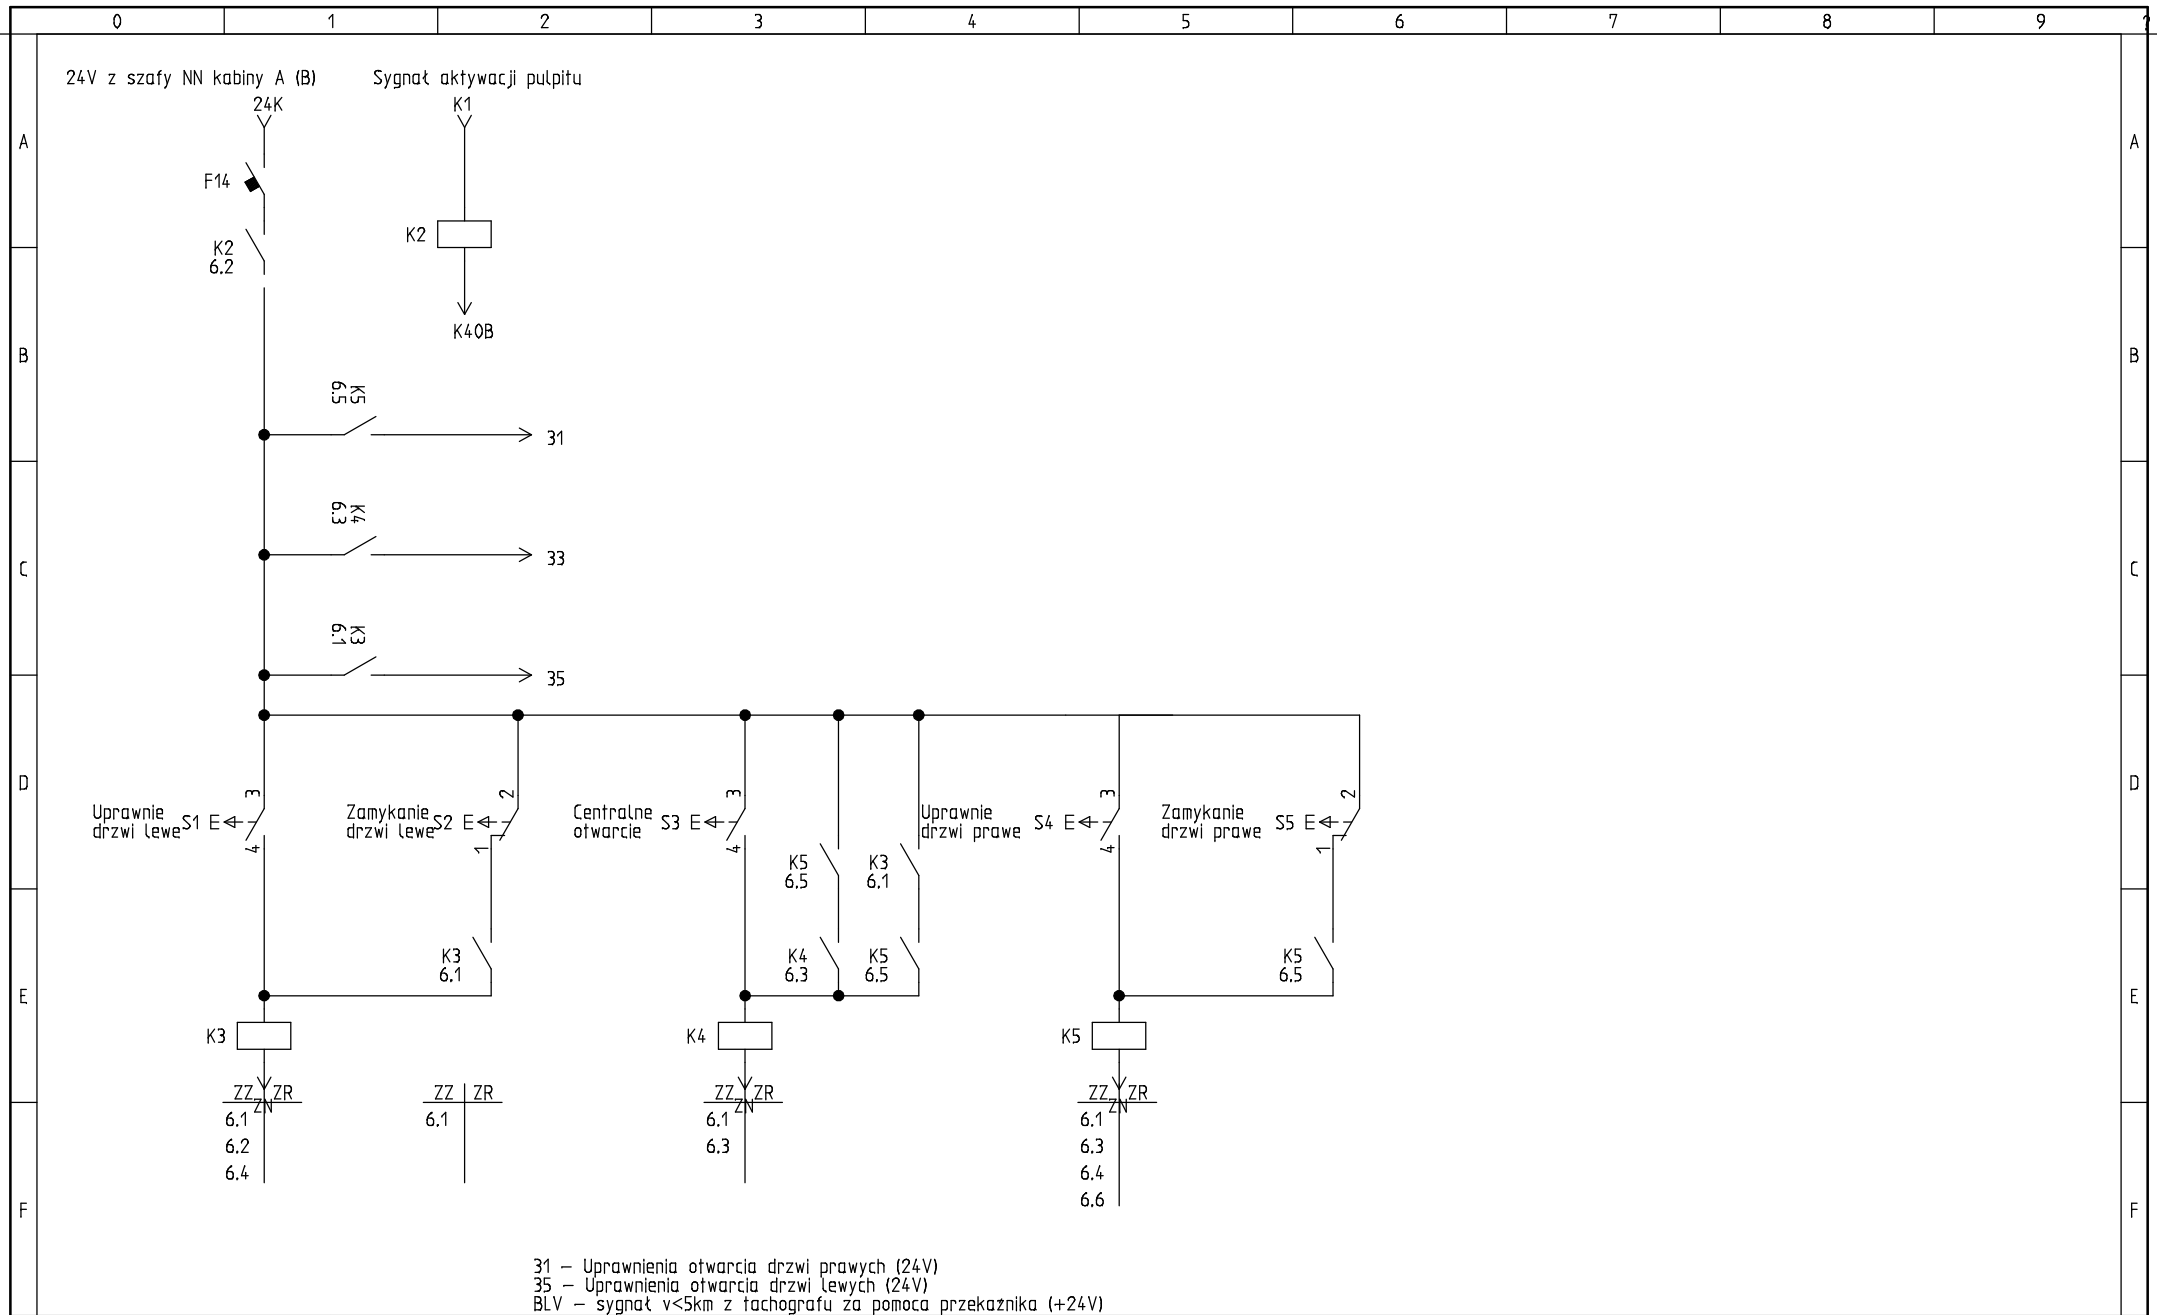 0 1 2 3 4 5 6 7 8 9
24V z szafy NN kabiny A (B)
Sygnał aktywacji pulpitu
24K
K1
A
A
F14
K2
6.2
K2
K40B
B
B
K5
6.5
31
K4
6.3
33
C
C
K3
6.1
35
D
D
Uprawnie
drzwi lewe
S1 E
3
4
Zamykanie
drzwi lewe
S2 E
2
1
Centralne
otwarcie
S3 E
3
4
K5
6.5
K3
6.1
Uprawnie
drzwi prawe
S4 E
3
4
Zamykanie
drzwi prawe
S5 E
2
1
K3
6.1
K4
6.3
K5
6.5
K5
6.5
E
E
K3
K4
K5
ZZ ZR
ZN
6.1
6.2
6.4
ZZ ZR
6.1
ZZ ZR
ZN
6.1
6.3
ZZ ZR
ZN
6.1
6.3
6.4
6.6
F
F
31 – Uprawnienia otwarcia drzwi prawych (24V)
35 – Uprawnienia otwarcia drzwi lewych (24V)
BLV – sygnał v<5km z tachografu za pomoca przekaźnika (+24V)